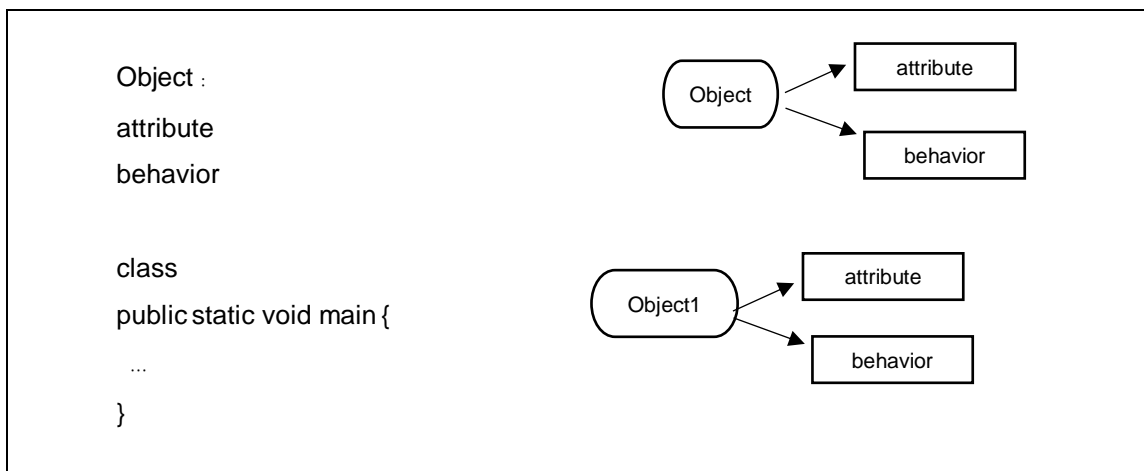 Object :
attribute
behavior
class
public static void main {
...
}
Object
attribute
behavior
Object1
attribute
behavior